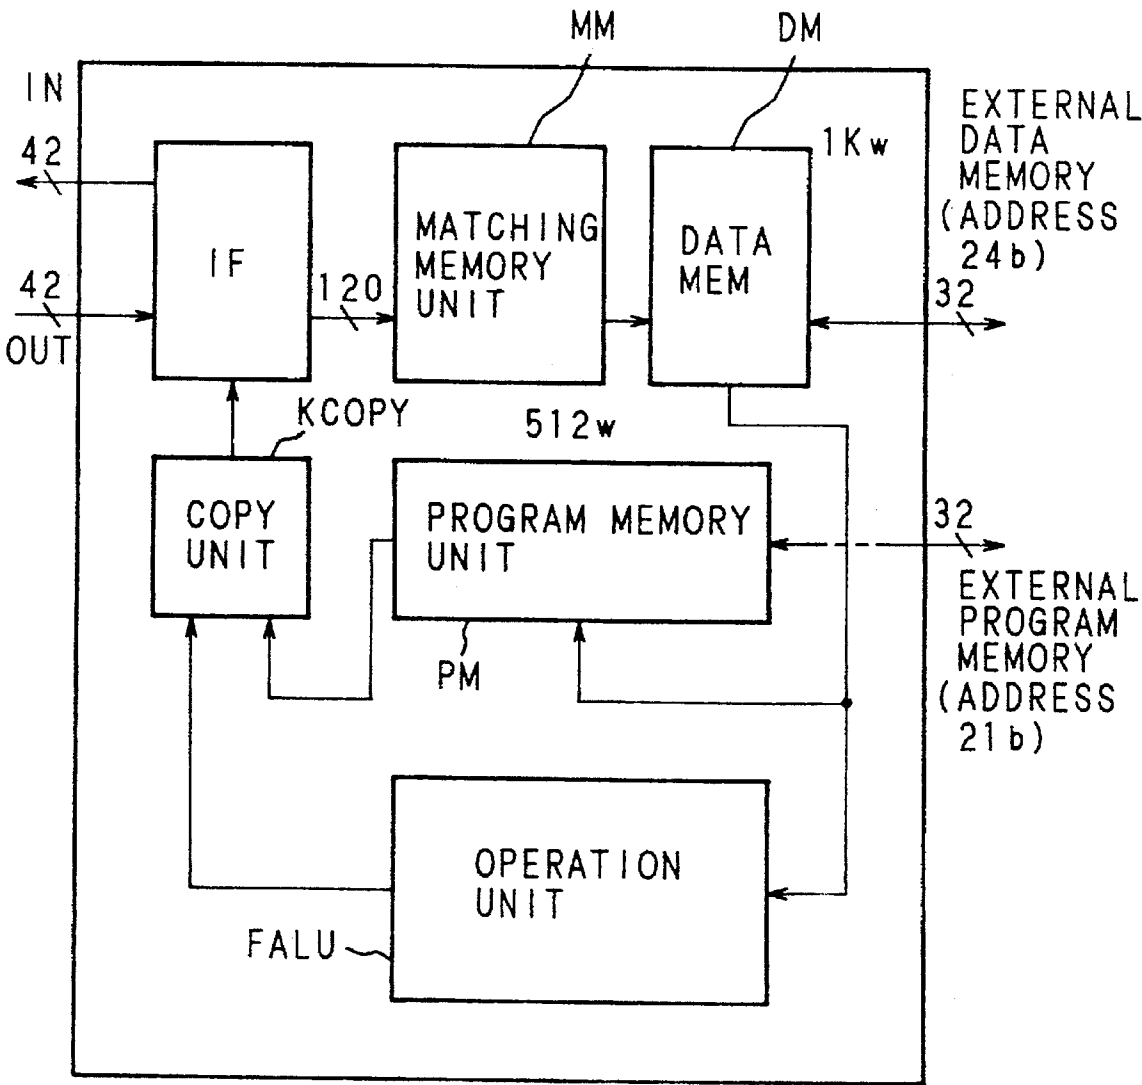 MM
DM
IN
42
IF
42
OUT
120
MATCHING
MEMORY
UNIT
DATA
MEM
1Kw
EXTERNAL
DATA
MEMORY
(ADDRESS
24b)
32
KCOPY
512w
COPY
UNIT
PROGRAM MEMORY
UNIT
PM
32
EXTERNAL
PROGRAM
MEMORY
(ADDRESS
21b)
OPERATION
UNIT
FALU